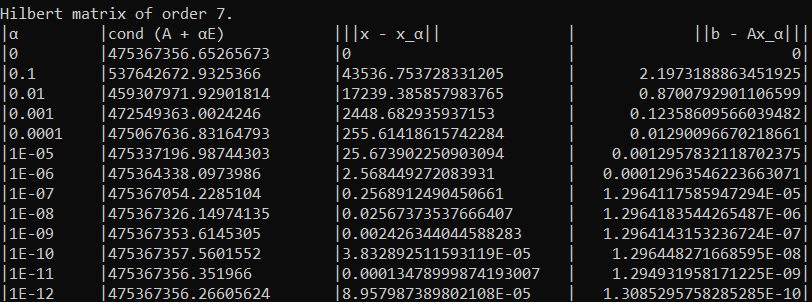 Hilbert matrix of order 7.
|α |cond (A + αE) |||x - x_α|| | ||b - Ax_α|||
|0 |475367356.65265673 |0 | 0|
|0.1 |537642672.9325366 |43536.753728331205 | 2.1973188863451925|
|0.01 |459307971.92901814 |17239.385857983765 | 0.8700792901106599|
|0.001 |472549363.0024246 |2448.682935937153 | 0.12358609566039482|
|0.0001 |475067636.83164793 |255.61418615742284 | 0.01290096670218661|
|1E-05 |475337196.98744303 |25.673902250903094 | 0.0012957832118702375|
|1E-06 |475364338.0973986 |2.568449272083931 | 0.00012963546223663071|
|1E-07 |475367054.2285104 |0.2568912490450661 | 1.2964117585947294E-05|
|1E-08 |475367326.14974135 |0.02567373537666407 | 1.2964183544265487E-06|
|1E-09 |475367353.6145305 |0.002426344044588283 | 1.2964143153236724E-07|
|1E-10 |475367357.5601552 |3.832892511593119E-05 | 1.296448271668595E-08|
|1E-11 |475367356.351966 |0.00013478999874193007 | 1.294931958171225E-09|
|1E-12 |475367356.26605624 |8.957987389802108E-05 | 1.3085295758285285E-10|